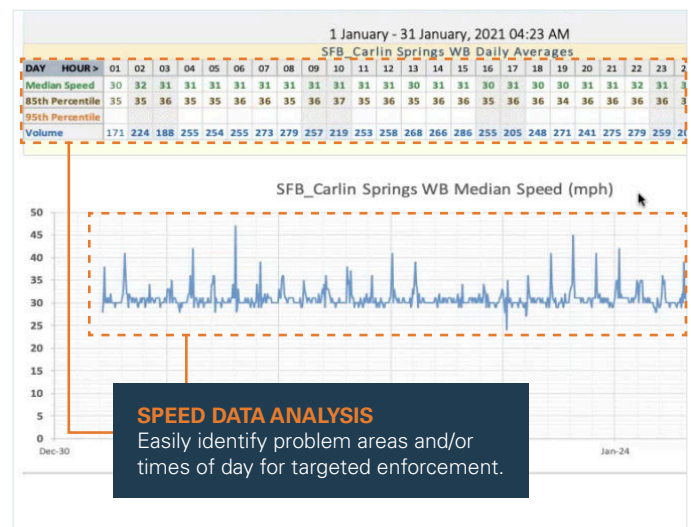 1 January - 31 January, 2021 04:23 AM
SFB_Carlin Springs WB Daily Averages
DAY HOUR > 01 02 03 04 05 06 07 08 09 10 11 12 13 14 15 16 17 18 19 20 21 22 23
Median Speed 30 32 31 31 31 31 31 31 31 31 31 31 30 31 31 30 31 30 30 31 31 32 31
85th Percentile 35 35 36 35 35 36 36 35 36 37 35 36 35 36 36 35 36 36 34 36 36 36 36
95th Percentile
Volume 171 224 188 255 254 255 273 279 257 219 253 258 268 266 286 255 205 248 271 241 275 279 259
SFB_Carlin Springs WB Median Speed (mph)
50
45
40
35
30
25
20
15
10
5
0
Dec-30 Jan-24
SPEED DATA ANALYSIS
Easily identify problem areas and/or
times of day for targeted enforcement.